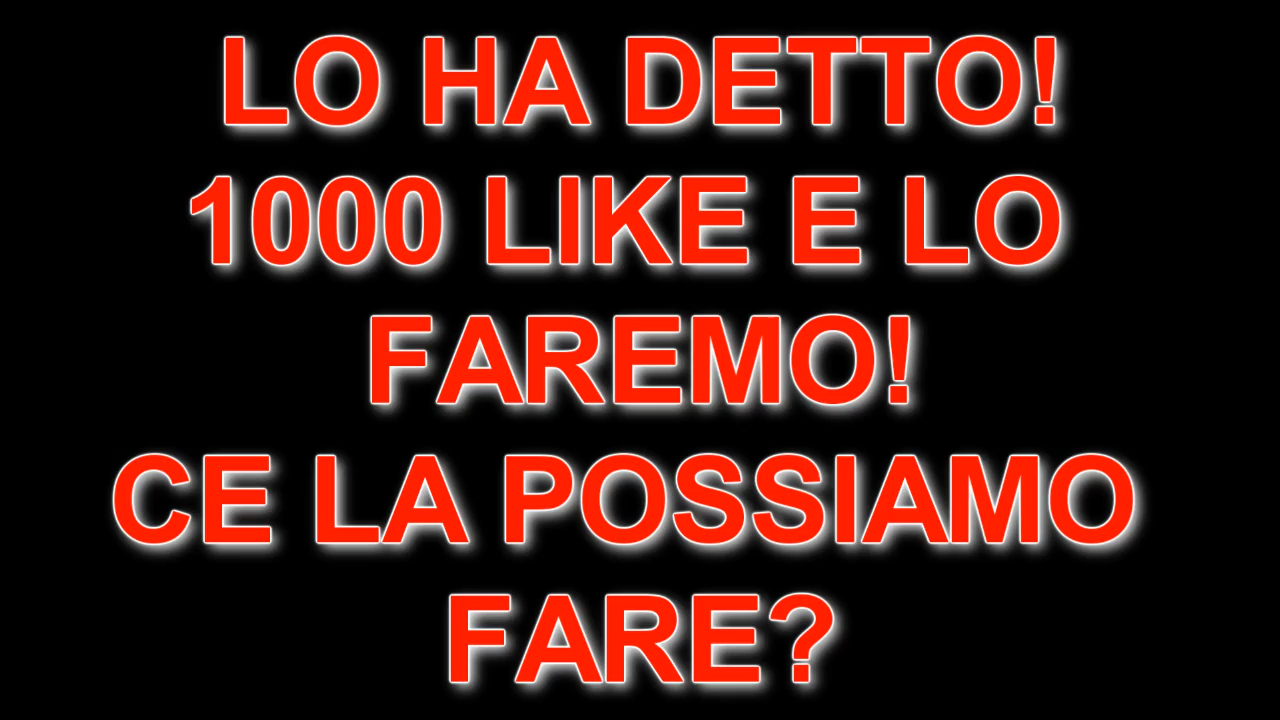 LO HA DETTO!
1000 LIKE E LO
FAREMO!
CE LA POSSIAMO
FARE?